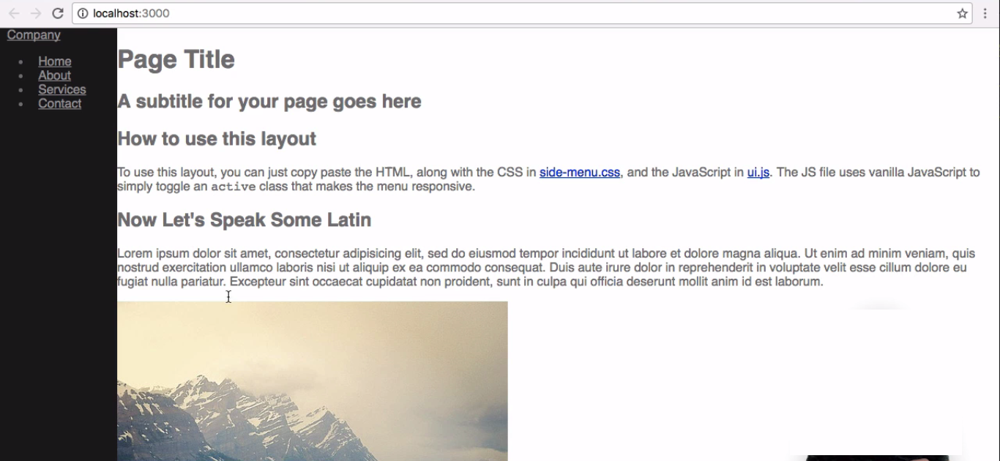 localhost:3000
Company
Home
About
Services
Contact
Page Title
A subtitle for your page goes here
How to use this layout
To use this layout, you can just copy paste the HTML, along with the CSS in side-menu.css, and the JavaScript in ui.js. The JS file uses vanilla JavaScript to
simply toggle an active class that makes the menu responsive.
Now Let's Speak Some Latin
Lorem ipsum dolor sit amet, consectetur adipisicing elit, sed do eiusmod tempor incididunt ut labore et dolore magna aliqua. Ut enim ad minim veniam, quis
nostrud exercitation ullamco laboris nisi ut aliquip ex ea commodo consequat. Duis aute irure dolor in reprehenderit in voluptate velit esse cillum dolore eu
fugiat nulla pariatur. Excepteur sint occaecat cupidatat non proident, sunt in culpa qui officia deserunt mollit anim id est laborum.